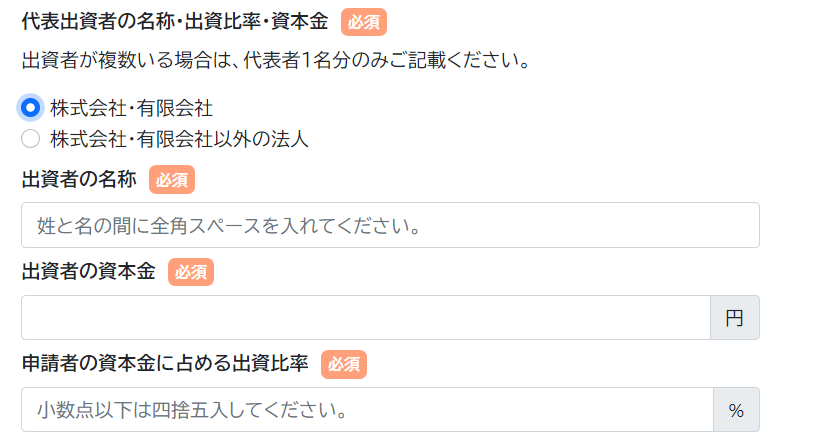 代表出資者の名称・出資比率・資本金 必須
出資者が複数いる場合は、代表者1名分のみご記載ください。
株式会社・有限会社
株式会社・有限会社以外の法人
出資者の名称 必須
姓と名の間に全角スペースを入れてください。
出資者の資本金 必須
円
申請者の資本金に占める出資比率 必須
小数点以下は四捨五入してください。 %